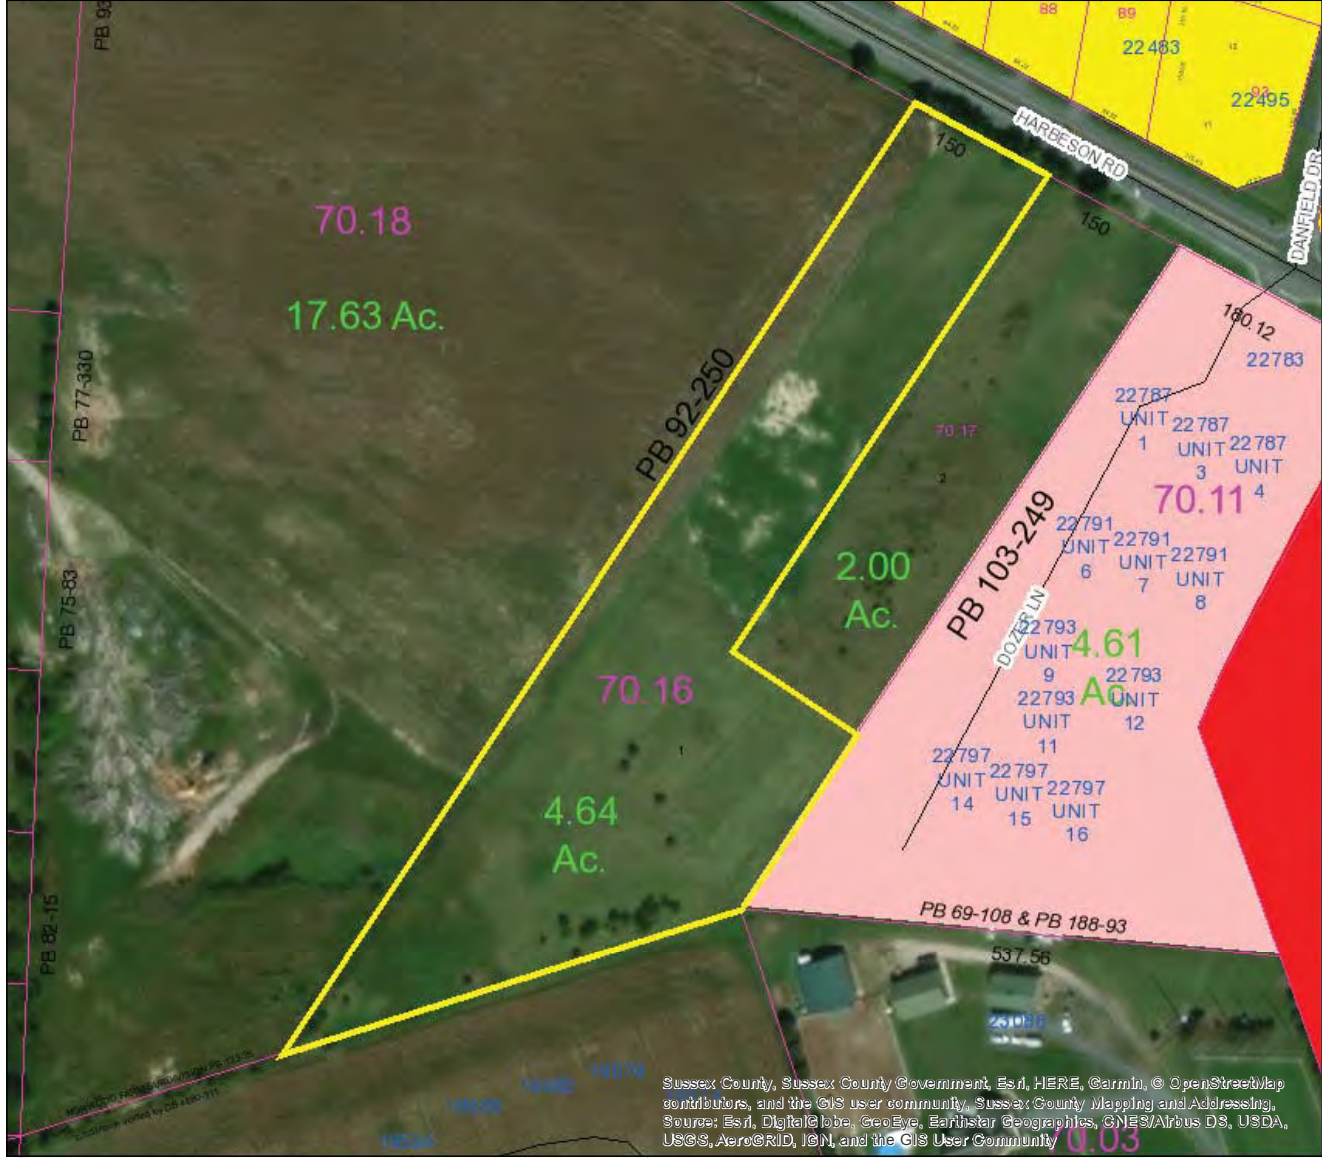 PB 93
88
89
22483
93
22495
HARBESON RD
DANFIELD DR
150
150
70.18
17.63 Ac.
180.12
22783
PB 77-330
PB 92-250
22787
UNIT
1
22787
UNIT
3
22787
UNIT
4
70.17
2
70.11
PB 103-249
22791
UNIT
6
22791
UNIT
7
22791
UNIT
8
2.00
Ac.
PB 75-83
DOZER LN
22793
UNIT
9
4.61
Ac.
22793
UNIT
12
22793
UNIT
11
70.16
1
22797
UNIT
14
22797
UNIT
15
22797
UNIT
16
4.64
Ac.
PB 82-15
PB 69-108 & PB 188-93
537.56
23086
70.03
Sussex County, Sussex County Government, Esri, HERE, Garmin, © OpenStreetMap
contributors, and the GIS user community, Sussex County Mapping and Addressing,
Source: Esri, DigitalGlobe, GeoEye, Earthstar Geographics, CNES/Airbus DS, USDA,
USGS, AeroGRID, IGN, and the GIS User Community